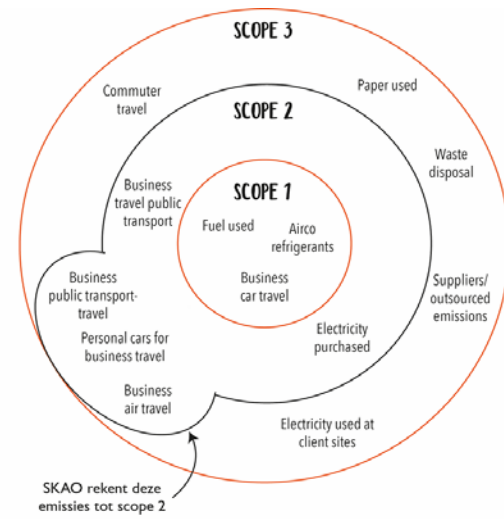 SCOPE 3
Commuter
travel
Paper used
SCOPE 2
Waste
disposal
Business
travel public
transport
SCOPE 1
Fuel used
Airco
refrigerants
Business
car travel
Business
public transport-
travel
Suppliers/
outsourced
emissions
Personal cars for
business travel
Electricity
purchased
Business
air travel
Electricity used at
client sites
SKAO rekent deze
emissies tot scope 2